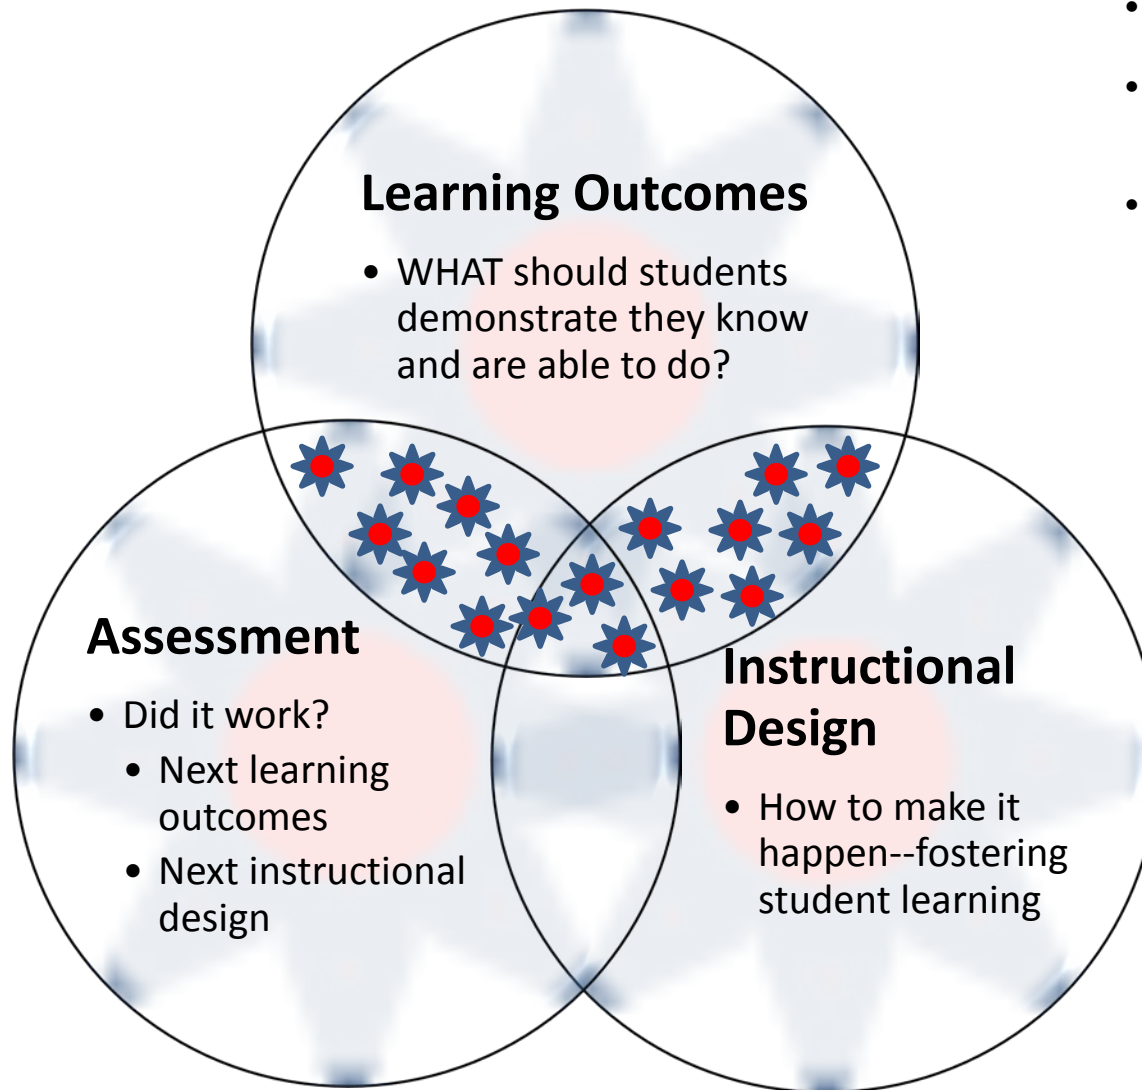 Learning Outcomes
• WHAT should students
demonstrate they know
and are able to do?
Assessment
• Did it work?
• Next learning
outcomes
• Next instructional
design
Instructional
Design
• How to make it
happen--fostering
student learning